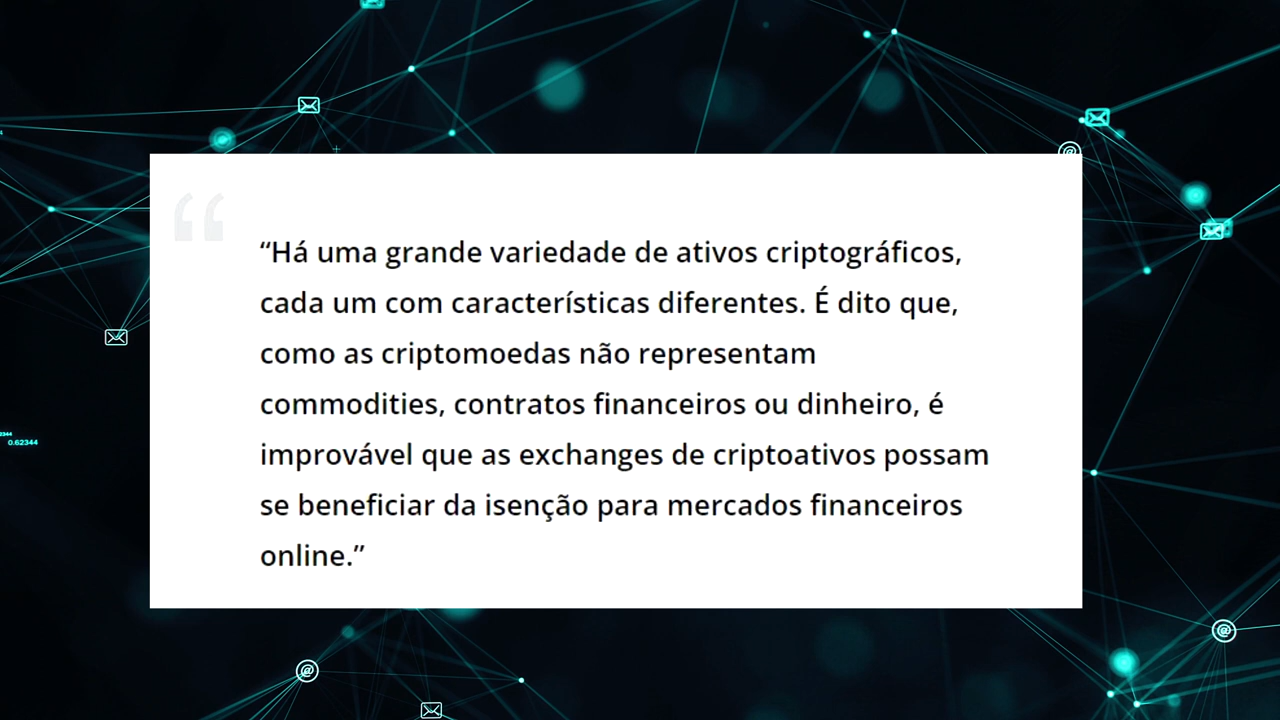 “Há uma grande variedade de ativos criptográficos,
cada um com características diferentes. É dito que,
como as criptomoedas não representam
commodities, contratos financeiros ou dinheiro, é
improvável que as exchanges de criptoativos possam
se beneficiar da isenção para mercados financeiros
online.”
0.62344